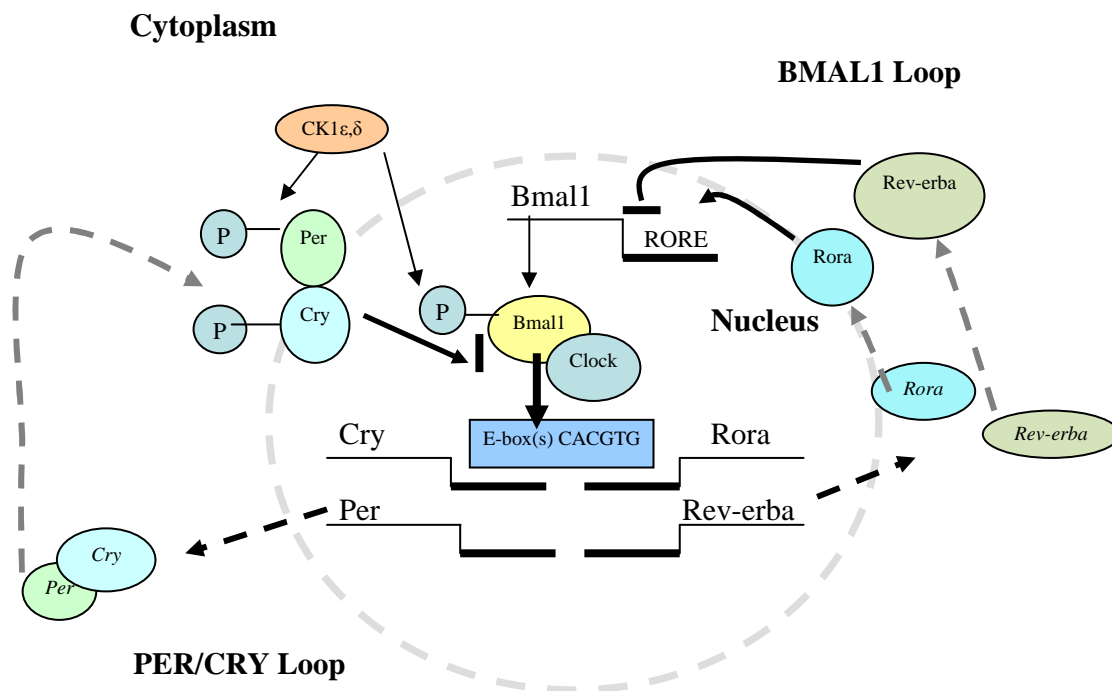 Cytoplasm
BMAL1 Loop
CK1ε,δ
Rev-erba
Bmal1
P
Per
RORE
Rora
P
Cry
P
Bmal1
Nucleus
Clock
Rora
Rev-erba
Cry
E-box(s) CACGTG
Rora
Per
Rev-erba
Cry
Per
PER/CRY Loop